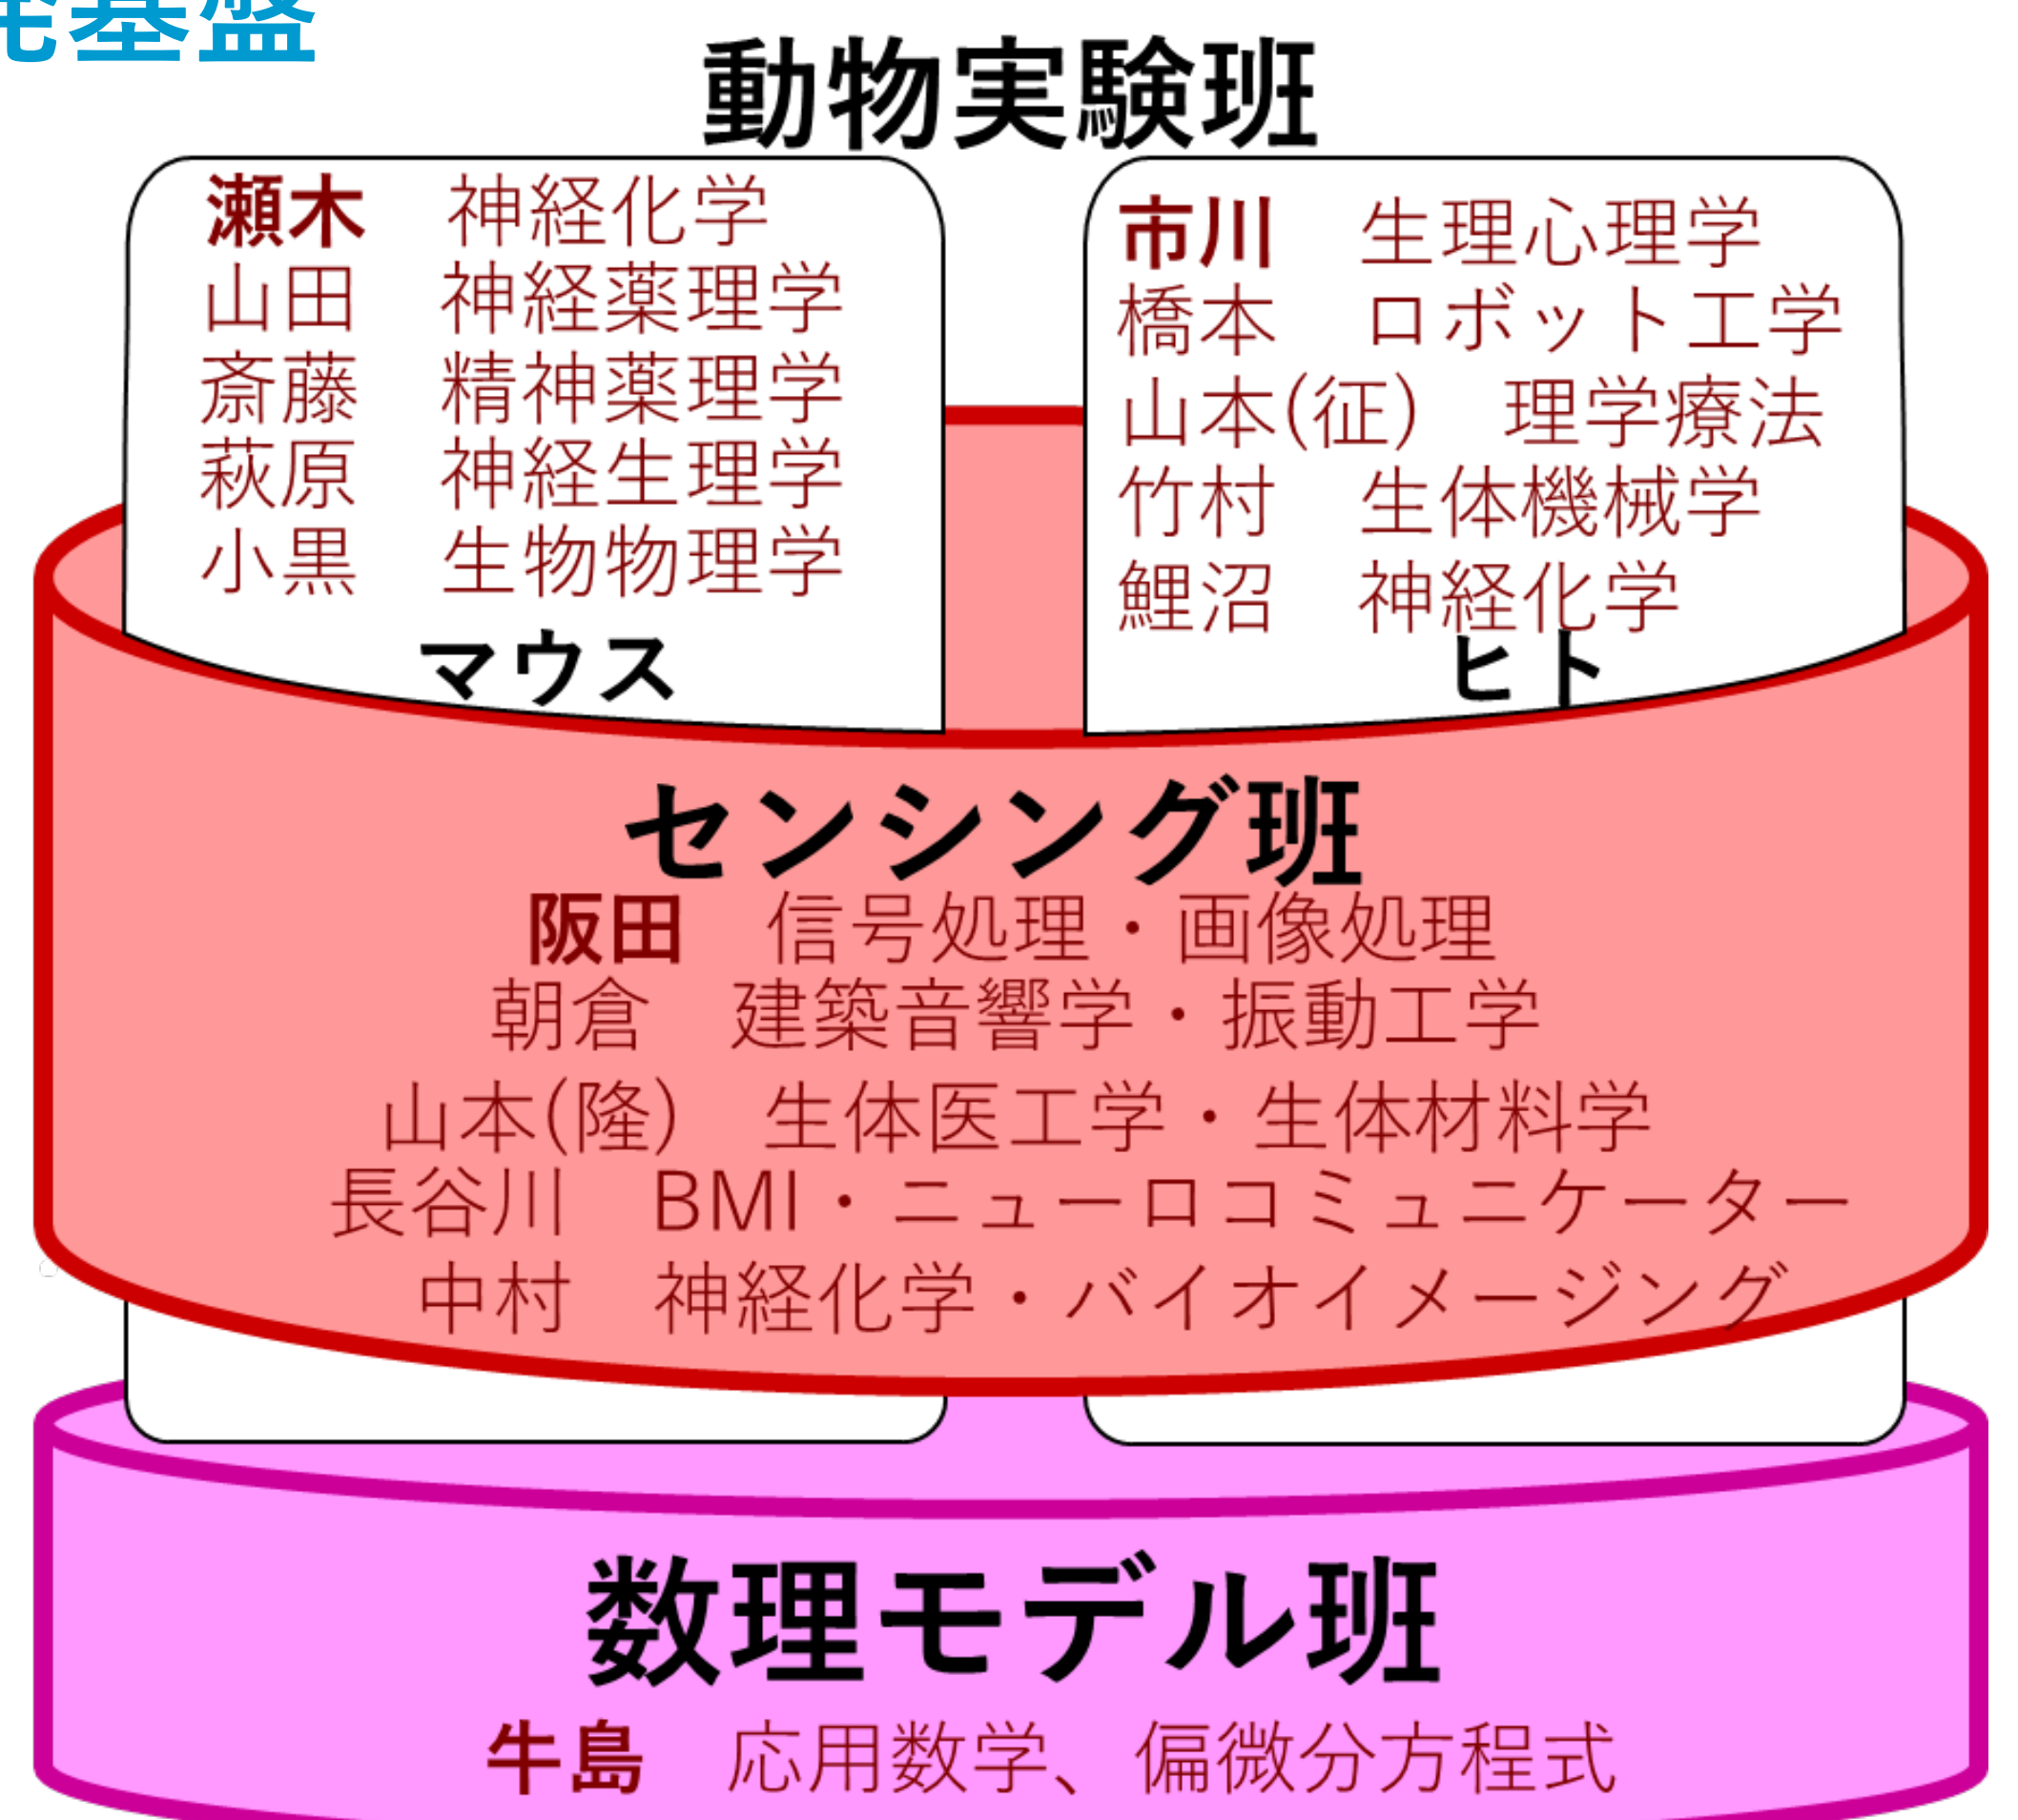 基盤
動物実験班
瀬木　神経化学
山田　神経薬理学
斎藤　精神薬理学
萩原　神経生理学
小黒　生物物理学
マウス
市川　生理心理学
橋本　ロボット工学
山本(征)　理学療法
竹村　生体機械学
鯉沼　神経化学
ヒト
センシング班
阪田　信号処理・画像処理
朝倉　建築音響学・振動工学
山本(隆)　生体医工学・生体材料学
長谷川　BMI・ニューロコミュニケーター
中村　神経化学・バイオイメージング
数理モデル班
牛島　応用数学、偏微分方程式